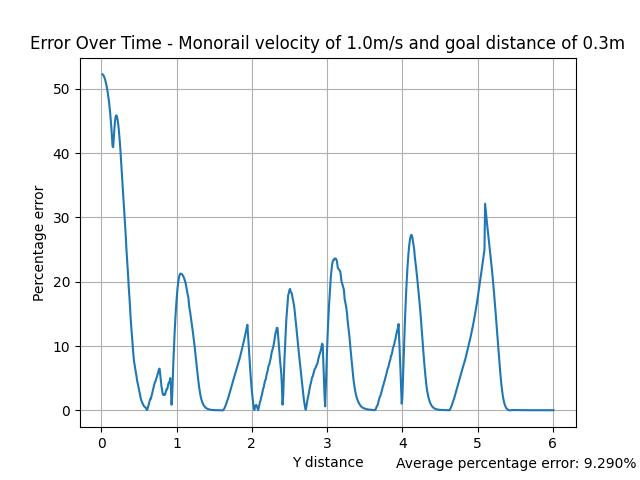 Error Over Time - Monorail velocity of 1.0m/s and goal distance of 0.3m
Percentage error
50
40
30
20
10
0
0 1 2 3 4 5 6
Y distance
Average percentage error: 9.290%